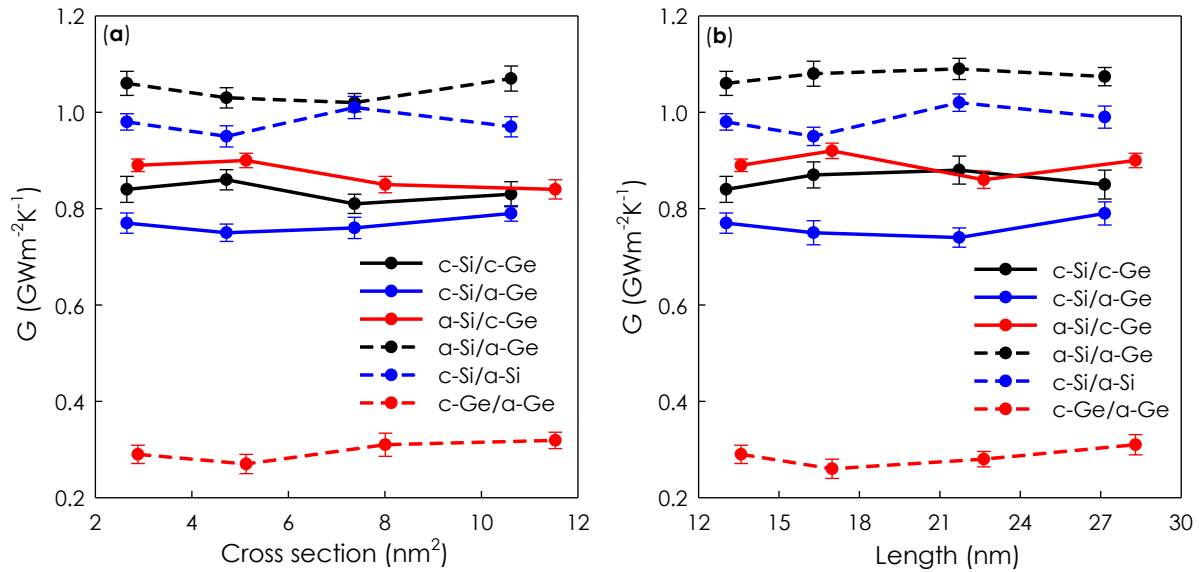 (a)
G (GWm⁻²K⁻¹)
1.2
1.0
0.8
0.6
0.4
0.2
c-Si/c-Ge
c-Si/a-Ge
a-Si/c-Ge
a-Si/a-Ge
c-Si/a-Si
c-Ge/a-Ge
2 4 6 8 10 12
Cross section (nm²)
(b)
G (GWm⁻²K⁻¹)
1.2
1.0
0.8
0.6
0.4
0.2
c-Si/c-Ge
c-Si/a-Ge
a-Si/c-Ge
a-Si/a-Ge
c-Si/a-Si
c-Ge/a-Ge
12 15 18 21 24 27 30
Length (nm)